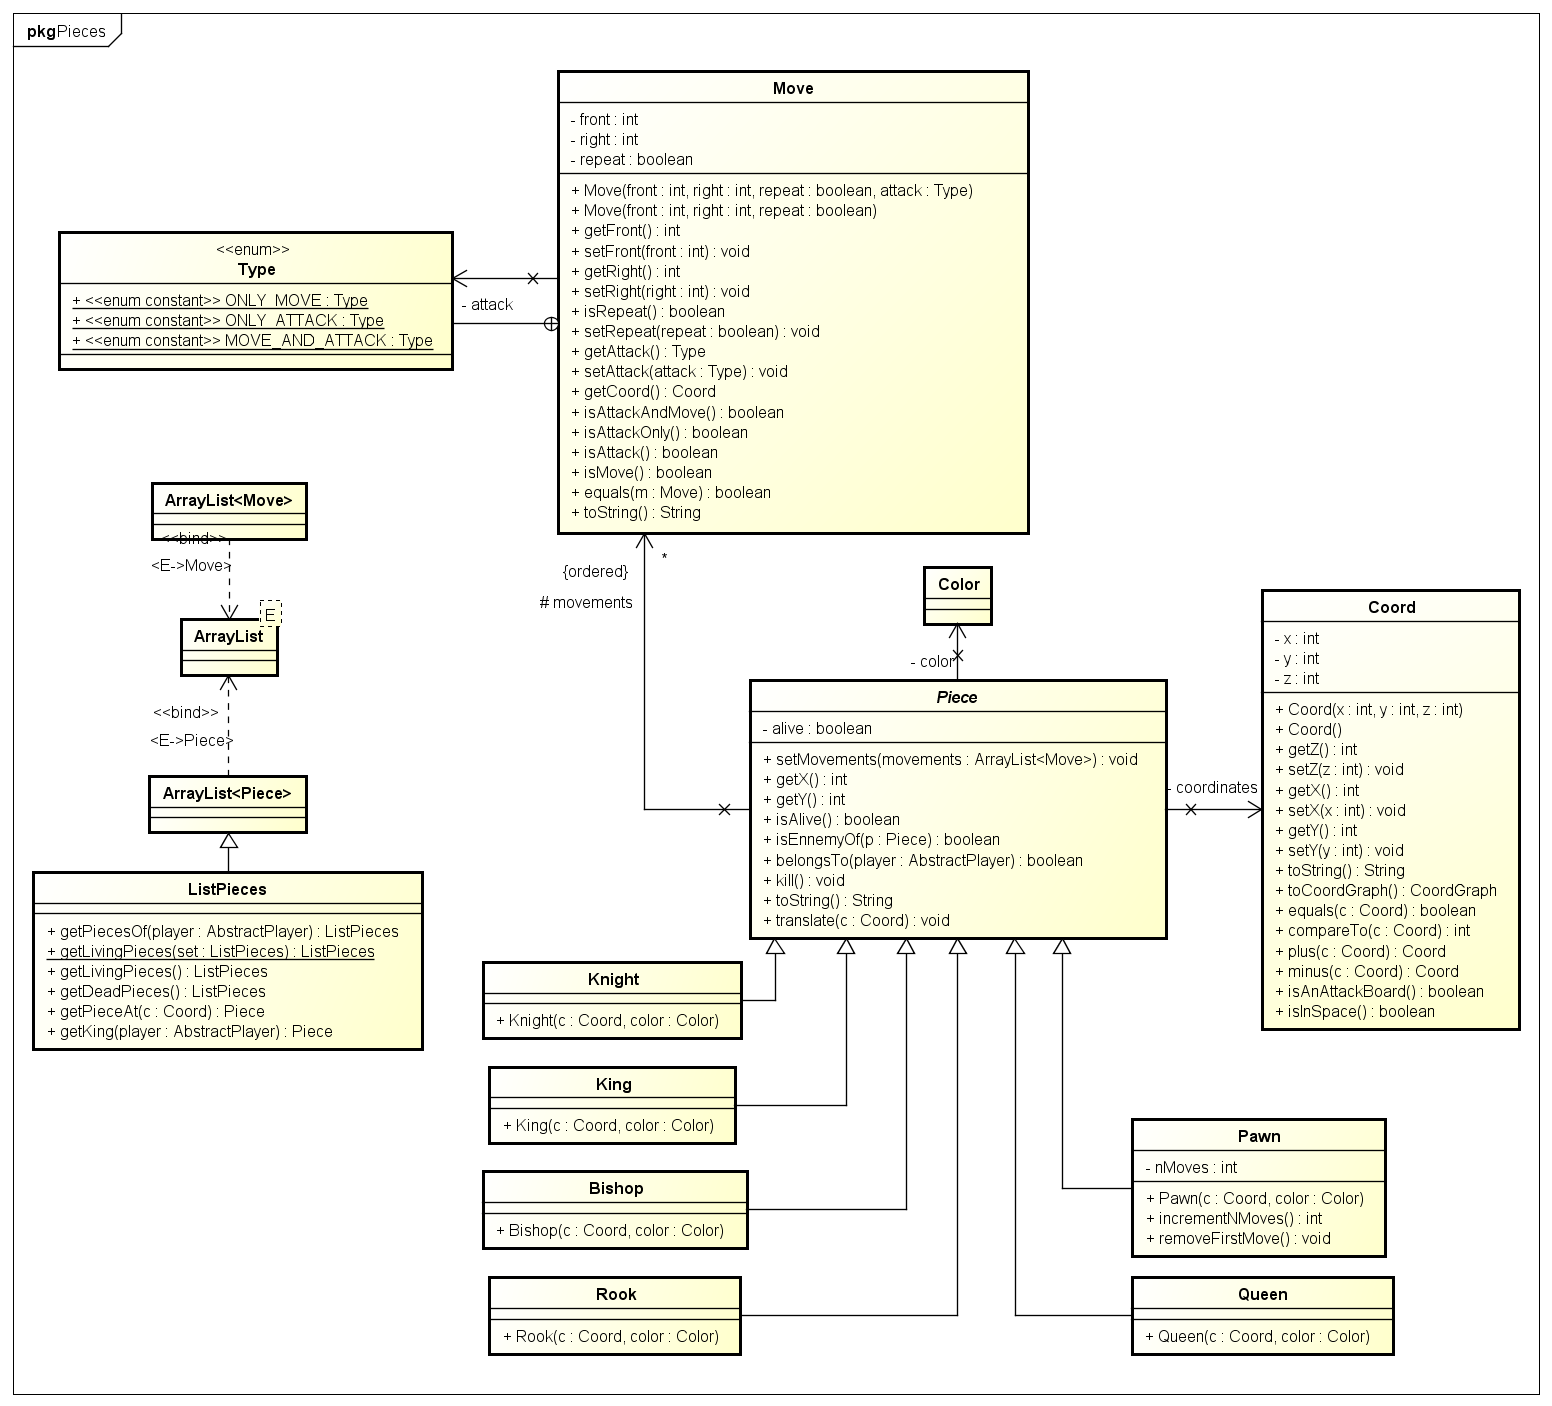 pkgPieces
Move
- front : int
- right : int
- repeat : boolean
+ Move(front : int, right : int, repeat : boolean, attack : Type)
+ Move(front : int, right : int, repeat : boolean)
+ getFront() : int
+ setFront(front : int) : void
+ getRight() : int
+ setRight(right : int) : void
+ isRepeat() : boolean
+ setRepeat(repeat : boolean) : void
+ getAttack() : Type
+ setAttack(attack : Type) : void
+ getCoord() : Coord
+ isAttackAndMove() : boolean
+ isAttackOnly() : boolean
+ isAttack() : boolean
+ isMove() : boolean
+ equals(m : Move) : boolean
+ toString() : String
<<enum>>
Type
+ <<enum constant>> ONLY_MOVE : Type
+ <<enum constant>> ONLY_ATTACK : Type
+ <<enum constant>> MOVE_AND_ATTACK : Type
- attack
ArrayList<Move>
<<bind>>
<E->Move>
E
ArrayList
<<bind>>
<E->Piece>
ArrayList<Piece>
ListPieces
+ getPiecesOf(player : AbstractPlayer) : ListPieces
+ getLivingPieces(set : ListPieces) : ListPieces
+ getLivingPieces() : ListPieces
+ getDeadPieces() : ListPieces
+ getPieceAt(c : Coord) : Piece
+ getKing(player : AbstractPlayer) : Piece
*
{ordered}
# movements
Color
- color
Piece
- alive : boolean
+ setMovements(movements : ArrayList<Move>) : void
+ getX() : int
+ getY() : int
+ isAlive() : boolean
+ isEnnemyOf(p : Piece) : boolean
+ belongsTo(player : AbstractPlayer) : boolean
+ kill() : void
+ toString() : String
+ translate(c : Coord) : void
- coordinates
Coord
- x : int
- y : int
- z : int
+ Coord(x : int, y : int, z : int)
+ Coord()
+ getZ() : int
+ setZ(z : int) : void
+ getX() : int
+ setX(x : int) : void
+ getY() : int
+ setY(y : int) : void
+ toString() : String
+ toCoordGraph() : CoordGraph
+ equals(c : Coord) : boolean
+ compareTo(c : Coord) : int
+ plus(c : Coord) : Coord
+ minus(c : Coord) : Coord
+ isAnAttackBoard() : boolean
+ isInSpace() : boolean
Knight
+ Knight(c : Coord, color : Color)
King
+ King(c : Coord, color : Color)
Bishop
+ Bishop(c : Coord, color : Color)
Rook
+ Rook(c : Coord, color : Color)
Pawn
- nMoves : int
+ Pawn(c : Coord, color : Color)
+ incrementNMoves() : int
+ removeFirstMove() : void
Queen
+ Queen(c : Coord, color : Color)